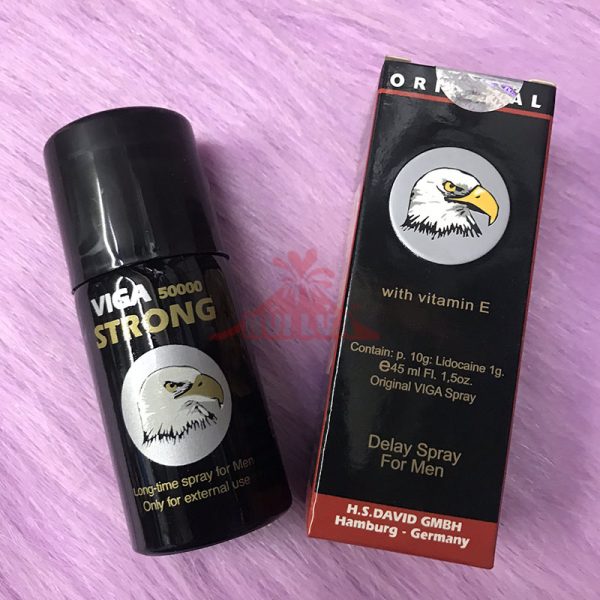 VIGA 50000
STRONG
Long-time spray for Men
Only for external use
ORIGINAL
with vitamin E
Contain: p. 10g: Lidocaine 1g.
℮45 ml Fl. 1,5oz.
Original VIGA Spray
Delay Spray
For Men
H.S.DAVID GMBH
Hamburg - Germany